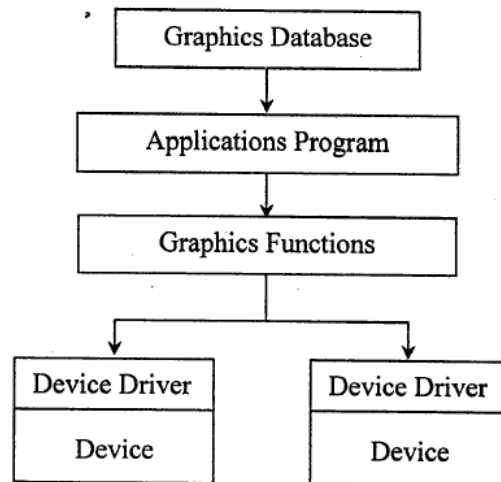 Graphics Database
Applications Program
Graphics Functions
Device Driver
Device
Device Driver
Device